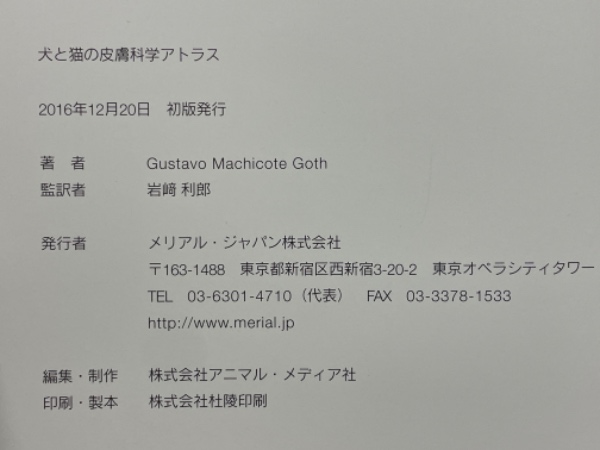 犬と猫の皮膚科学アトラス
2016年12月20日　初版発行
著　者　Gustavo Machicote Goth
監訳者　岩﨑 利郎
発行者　メリアル・ジャパン株式会社
〒163-1488　東京都新宿区西新宿3-20-2　東京オペラシティタワー
TEL　03-6301-4710（代表）　FAX　03-3378-1533
http://www.merial.jp
編集・制作　株式会社アニマル・メディア社
印刷・製本　株式会社杜陵印刷